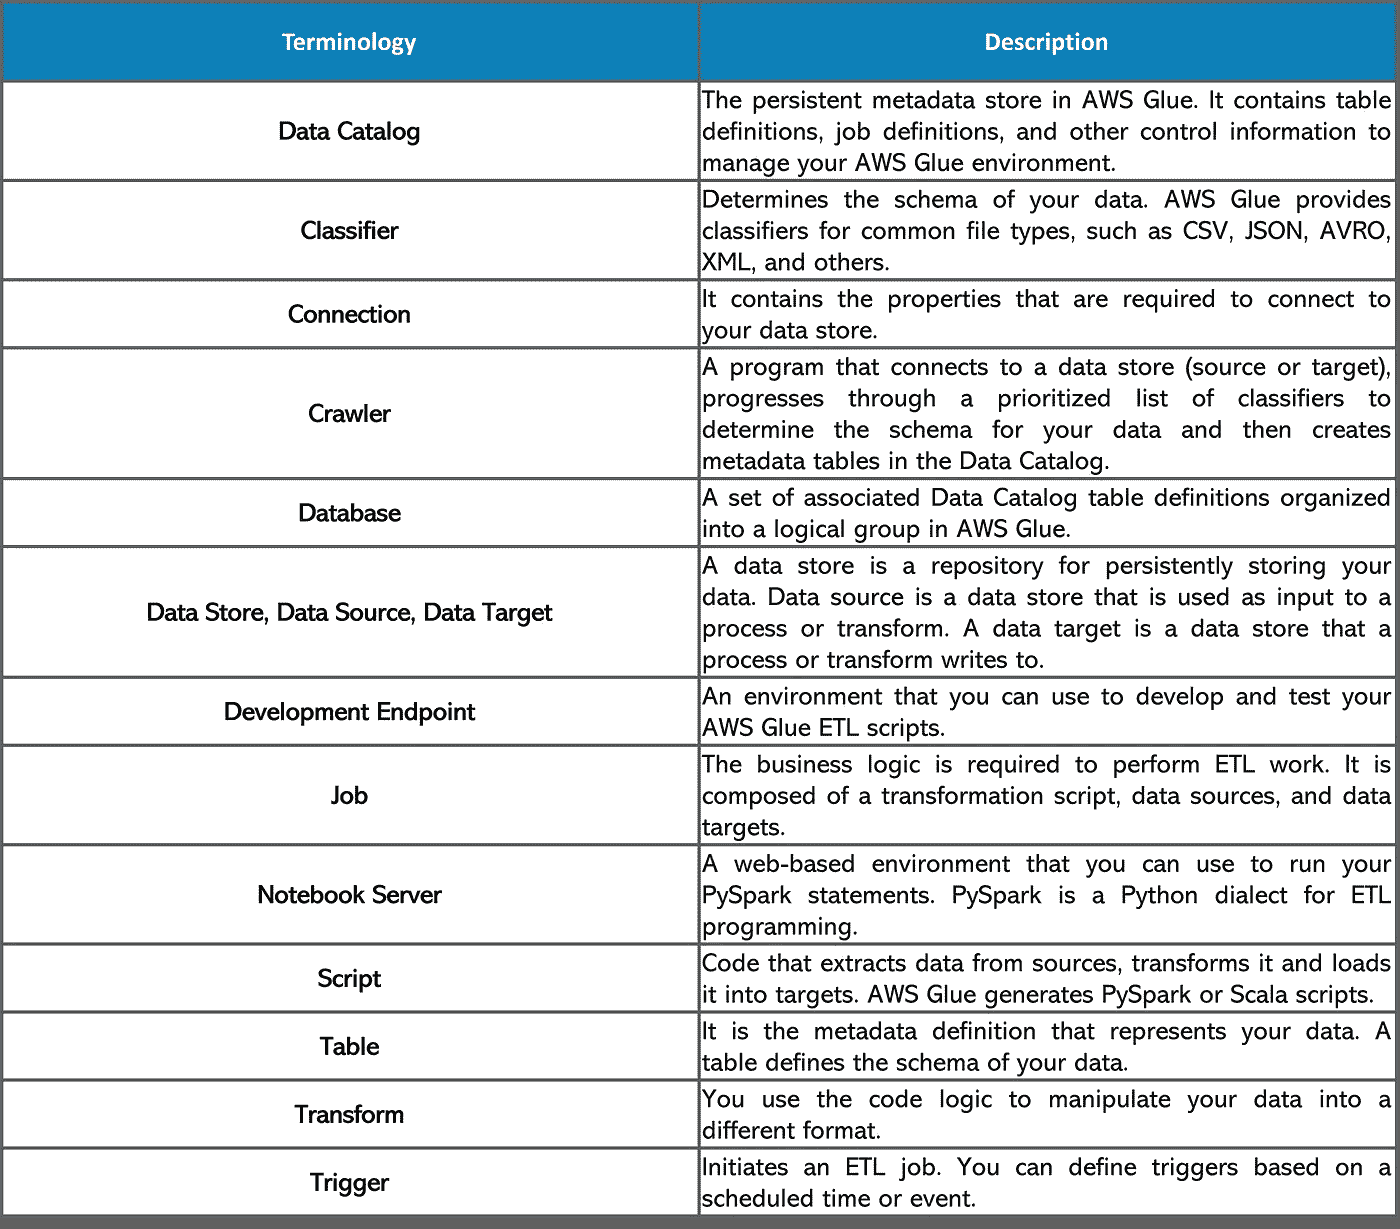 Terminology
Description
Data Catalog
The persistent metadata store in AWS Glue. It contains table
definitions, job definitions, and other control information to
manage your AWS Glue environment.
Classifier
Determines the schema of your data. AWS Glue provides
classifiers for common file types, such as CSV, JSON, AVRO,
XML, and others.
Connection
It contains the properties that are required to connect to
your data store.
Crawler
A program that connects to a data store (source or target),
progresses through a prioritized list of classifiers to
determine the schema for your data and then creates
metadata tables in the Data Catalog.
Database
A set of associated Data Catalog table definitions organized
into a logical group in AWS Glue.
Data Store, Data Source, Data Target
A data store is a repository for persistently storing your
data. Data source is a data store that is used as input to a
process or transform. A data target is a data store that a
process or transform writes to.
Development Endpoint
An environment that you can use to develop and test your
AWS Glue ETL scripts.
Job
The business logic is required to perform ETL work. It is
composed of a transformation script, data sources, and data
targets.
Notebook Server
A web-based environment that you can use to run your
PySpark statements. PySpark is a Python dialect for ETL
programming.
Script
Code that extracts data from sources, transforms it and loads
it into targets. AWS Glue generates PySpark or Scala scripts.
Table
It is the metadata definition that represents your data. A
table defines the schema of your data.
Transform
You use the code logic to manipulate your data into a
different format.
Trigger
Initiates an ETL job. You can define triggers based on a
scheduled time or event.